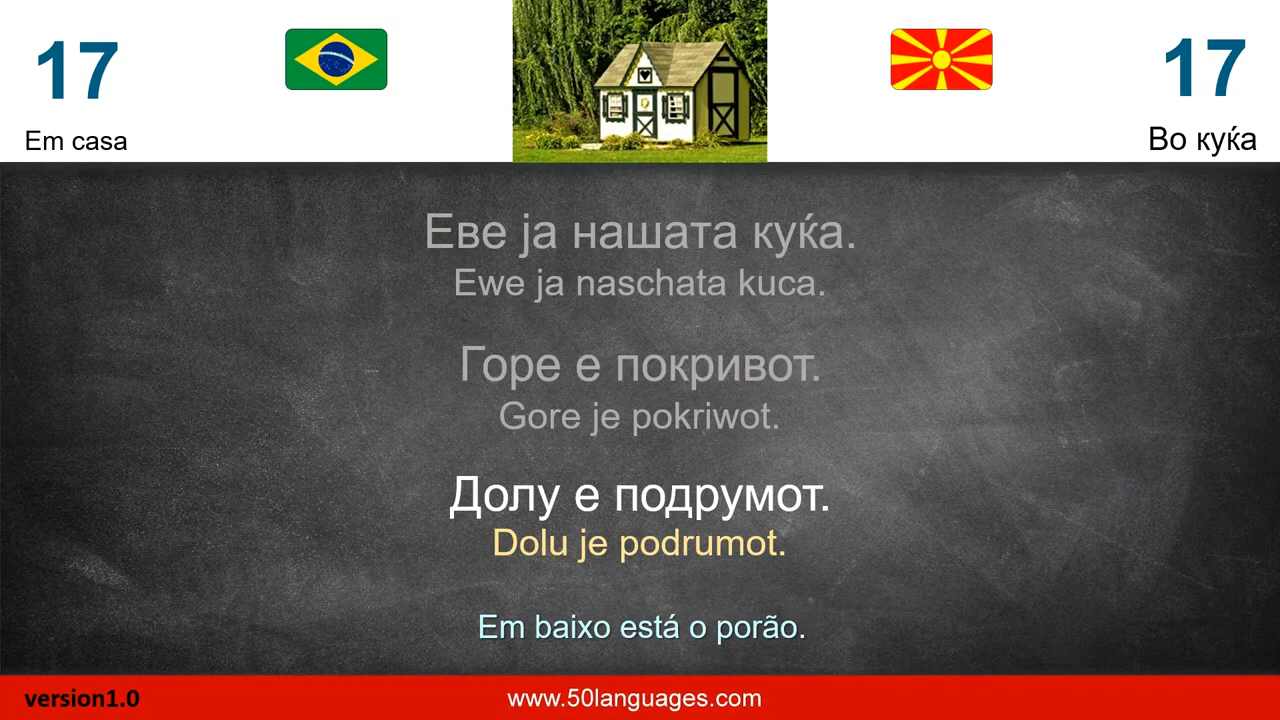 17
17
Em casa
Во куќа
Еве ја нашата куќа.
Ewe ja naschata kuca.
Горе е покривот.
Gore je pokriwot.
Долу е подрумот.
Dolu je podrumot.
Em baixo está o porão.
version1.0
www.50languages.com